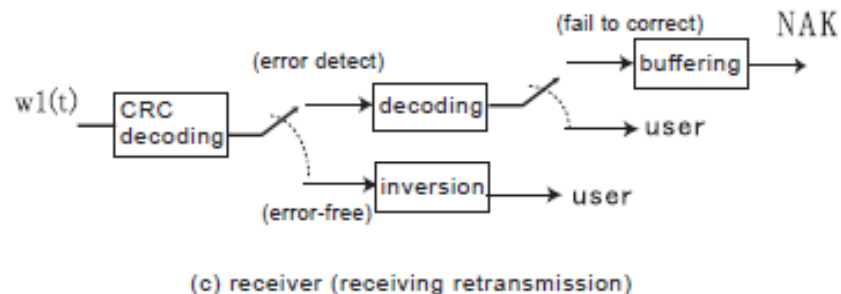 (fail to correct)
NAK
(error detect)
buffering
w1(t)
CRC
decoding
decoding
user
inversion
user
(error-free)
(c) receiver (receiving retransmission)